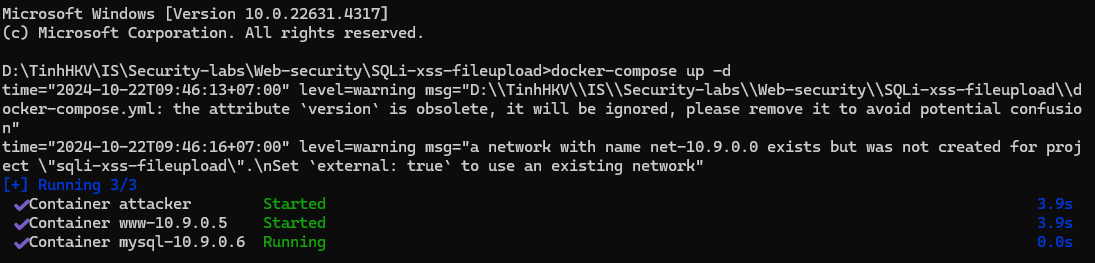 Microsoft Windows [Version 10.0.22631.4317]
(c) Microsoft Corporation. All rights reserved.
D:\TinhHKV\IS\Security-labs\Web-security\SQLi-xss-fileupload>docker-compose up -d
time="2024-10-22T09:46:13+07:00" level=warning msg="D:\\TinhHKV\\IS\\Security-labs\\Web-security\\SQLi-xss-fileupload\\d
ocker-compose.yml: the attribute `version` is obsolete, it will be ignored, please remove it to avoid potential confusio
n"
time="2024-10-22T09:46:16+07:00" level=warning msg="a network with name net-10.9.0.0 exists but was not created for proj
ect \"sqli-xss-fileupload\".\nSet `external: true` to use an existing network"
[+] Running 3/3
✔Container attacker Started 3.9s
✔Container www-10.9.0.5 Started 3.9s
✔Container mysql-10.9.0.6 Running 0.0s